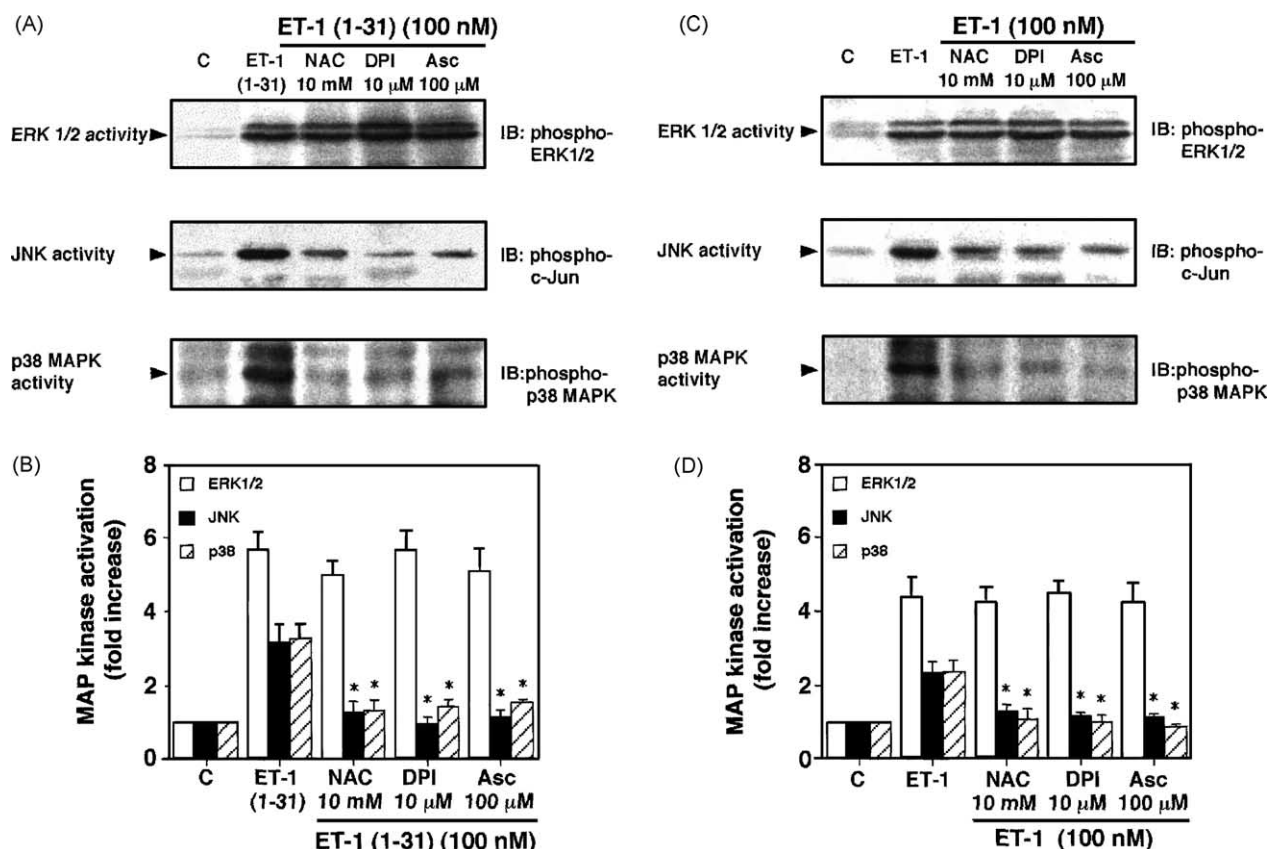 (A)
ET-1 (1-31) (100 nM)
C ET-1 NAC DPI Asc
(1-31) 10 mM 10 μM 100 μM
ERK 1/2 activity
IB: phospho-
ERK1/2
JNK activity
IB: phospho-
c-Jun
p38 MAPK
activity
IB:phospho-
p38 MAPK
(C)
ET-1 (100 nM)
C ET-1 NAC DPI Asc
10 mM 10 μM 100 μM
ERK 1/2 activity
IB: phospho-
ERK1/2
JNK activity
IB: phospho-
c-Jun
p38 MAPK
activity
IB:phospho-
p38 MAPK
(B)
MAP kinase activation
(fold increase)
8
6
4
2
0
ERK1/2
JNK
p38
* * * * * *
C ET-1 NAC DPI Asc
(1-31) 10 mM 10 μM 100 μM
ET-1 (1-31) (100 nM)
(D)
MAP kinase activation
(fold increase)
8
6
4
2
0
ERK1/2
JNK
p38
* * * * * *
C ET-1 NAC DPI Asc
10 mM 10 μM 100 μM
ET-1 (100 nM)